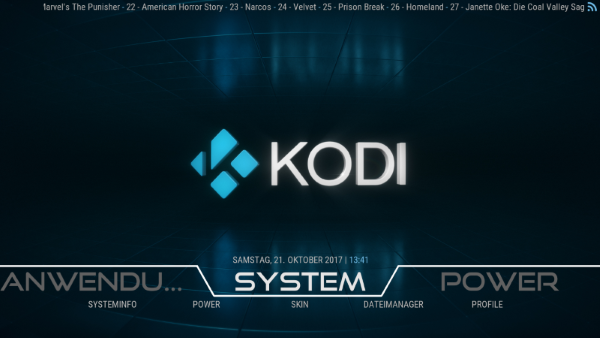 Marvel's The Punisher - 22 - American Horror Story - 23 - Narcos - 24 - Velvet - 25 - Prison Break - 26 - Homeland - 27 - Janette Oke: Die Coal Valley Sag
KODI
SAMSTAG, 21. OKTOBER 2017 | 13:41
ANWENDU... SYSTEM POWER
SYSTEMINFO POWER SKIN DATEIMANAGER PROFILE